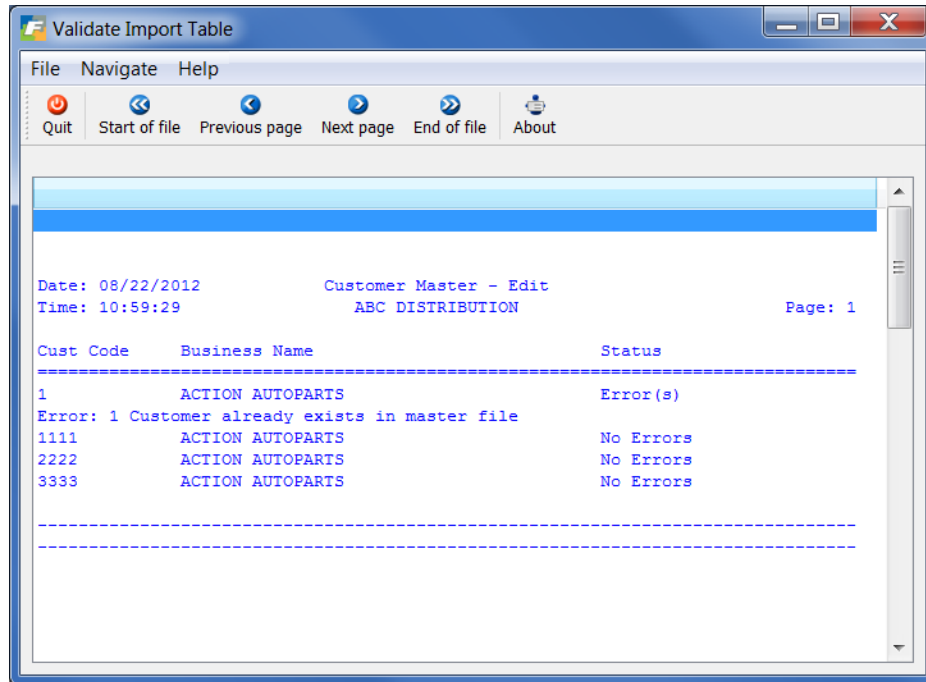 Validate Import Table
File Navigate Help
Quit Start of file Previous page Next page End of file About
Date: 08/22/2012 Customer Master - Edit
Time: 10:59:29 ABC DISTRIBUTION Page: 1
Cust Code Business Name Status
================================================================================
1 ACTION AUTOPARTS Error(s)
Error: 1 Customer already exists in master file
1111 ACTION AUTOPARTS No Errors
2222 ACTION AUTOPARTS No Errors
3333 ACTION AUTOPARTS No Errors
--------------------------------------------------------------------------------
--------------------------------------------------------------------------------